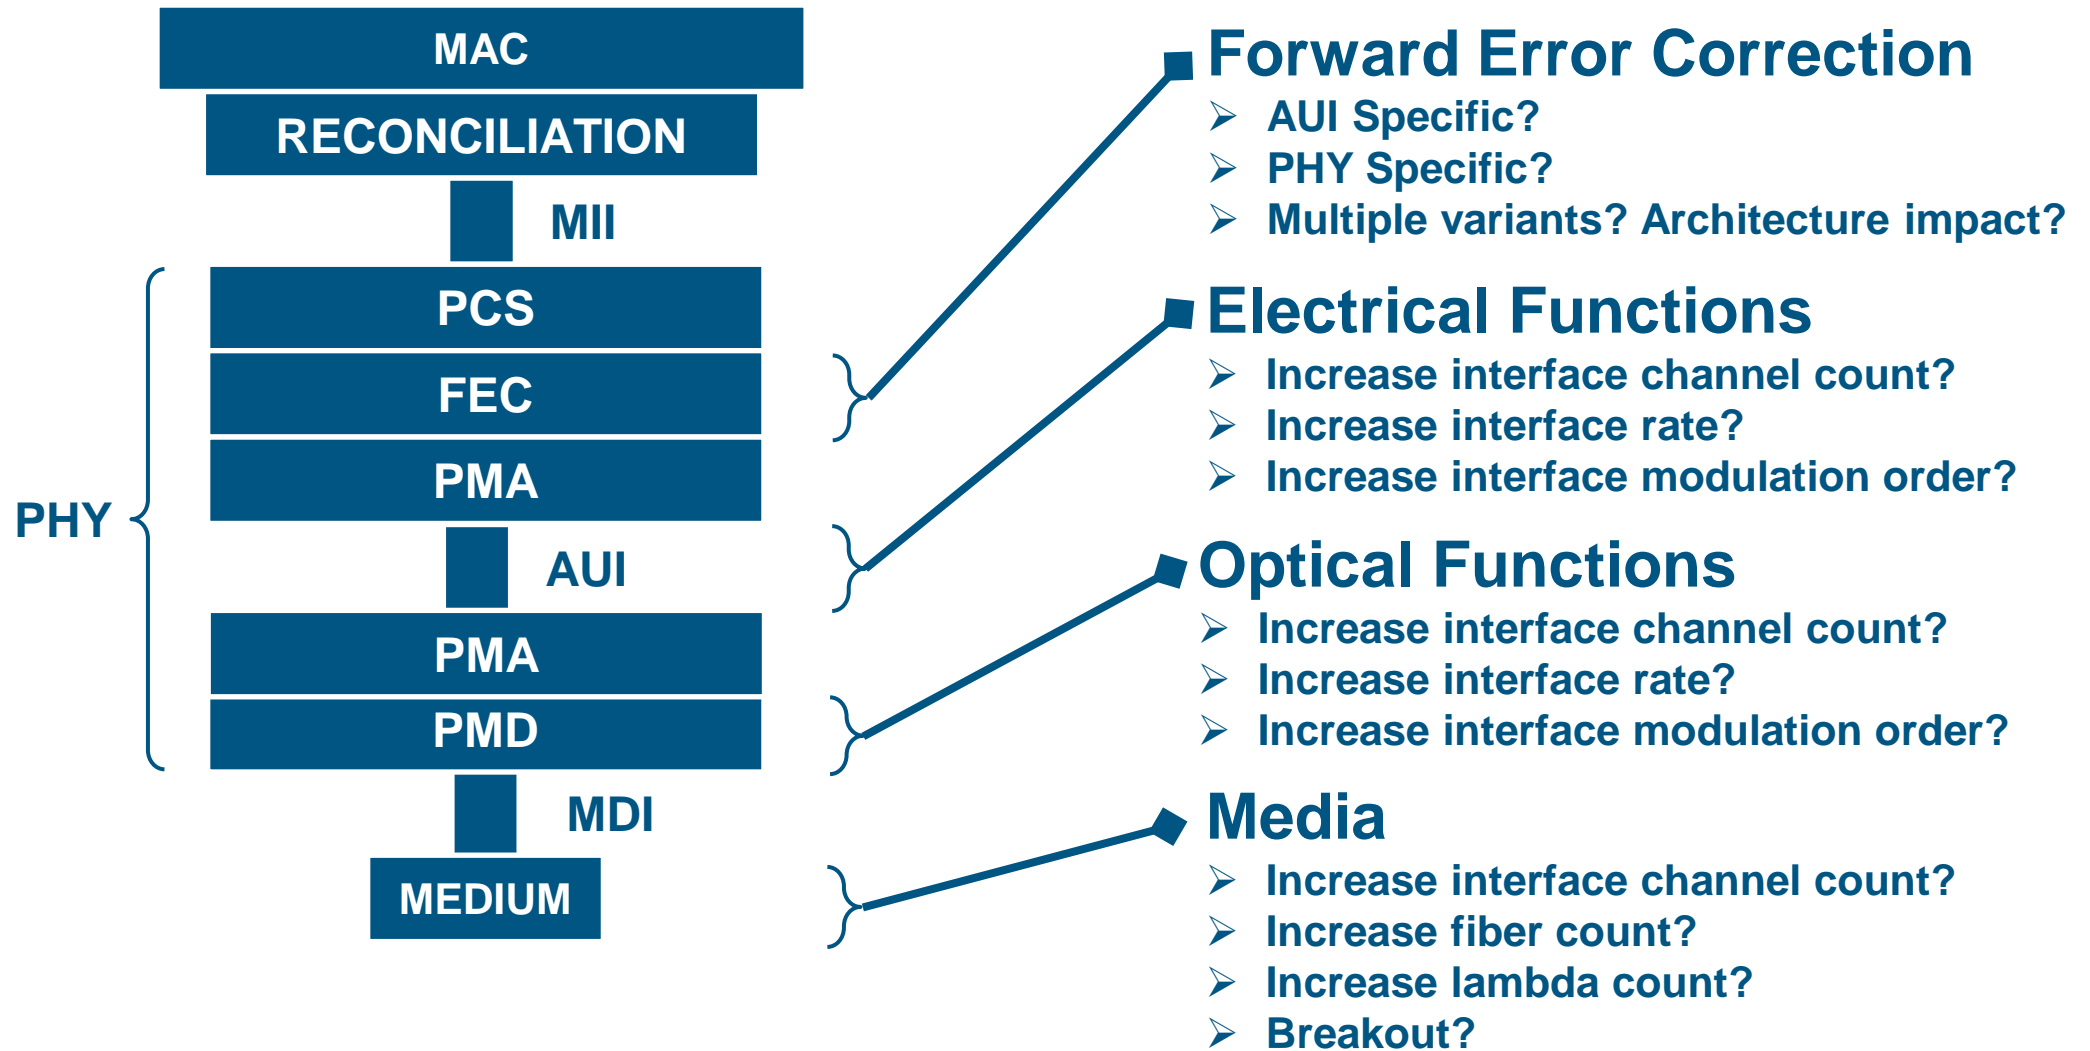 MAC
RECONCILIATION
MII
PCS
FEC
PMA
PHY
AUI
PMA
PMD
MDI
MEDIUM
Forward Error Correction
➢ AUI Specific?
➢ PHY Specific?
➢ Multiple variants? Architecture impact?
Electrical Functions
➢ Increase interface channel count?
➢ Increase interface rate?
➢ Increase interface modulation order?
Optical Functions
➢ Increase interface channel count?
➢ Increase interface rate?
➢ Increase interface modulation order?
Media
➢ Increase interface channel count?
➢ Increase fiber count?
➢ Increase lambda count?
➢ Breakout?